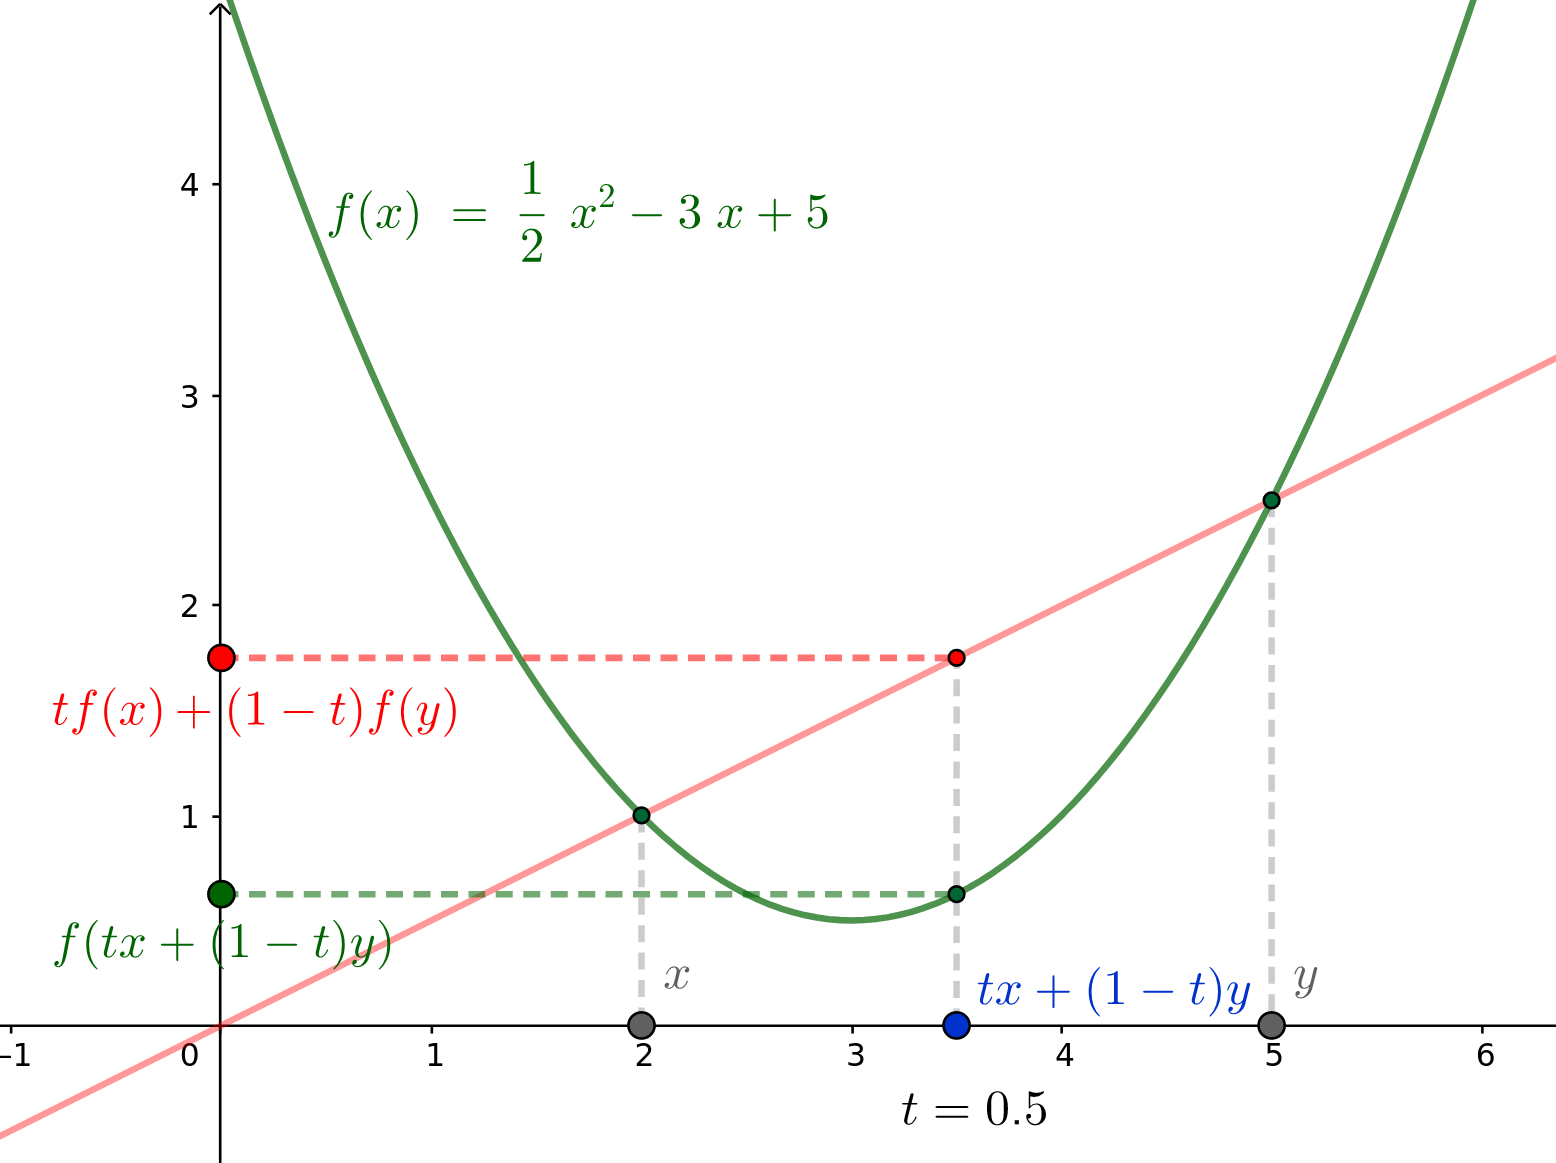 4
f(x) = 1/2 x² − 3 x + 5
3
2
tf(x) + (1 − t)f(y)
1
f(tx + (1 − t)y)
x
tx + (1 − t)y
y
−1 0 1 2 3 4 5 6
t = 0.5